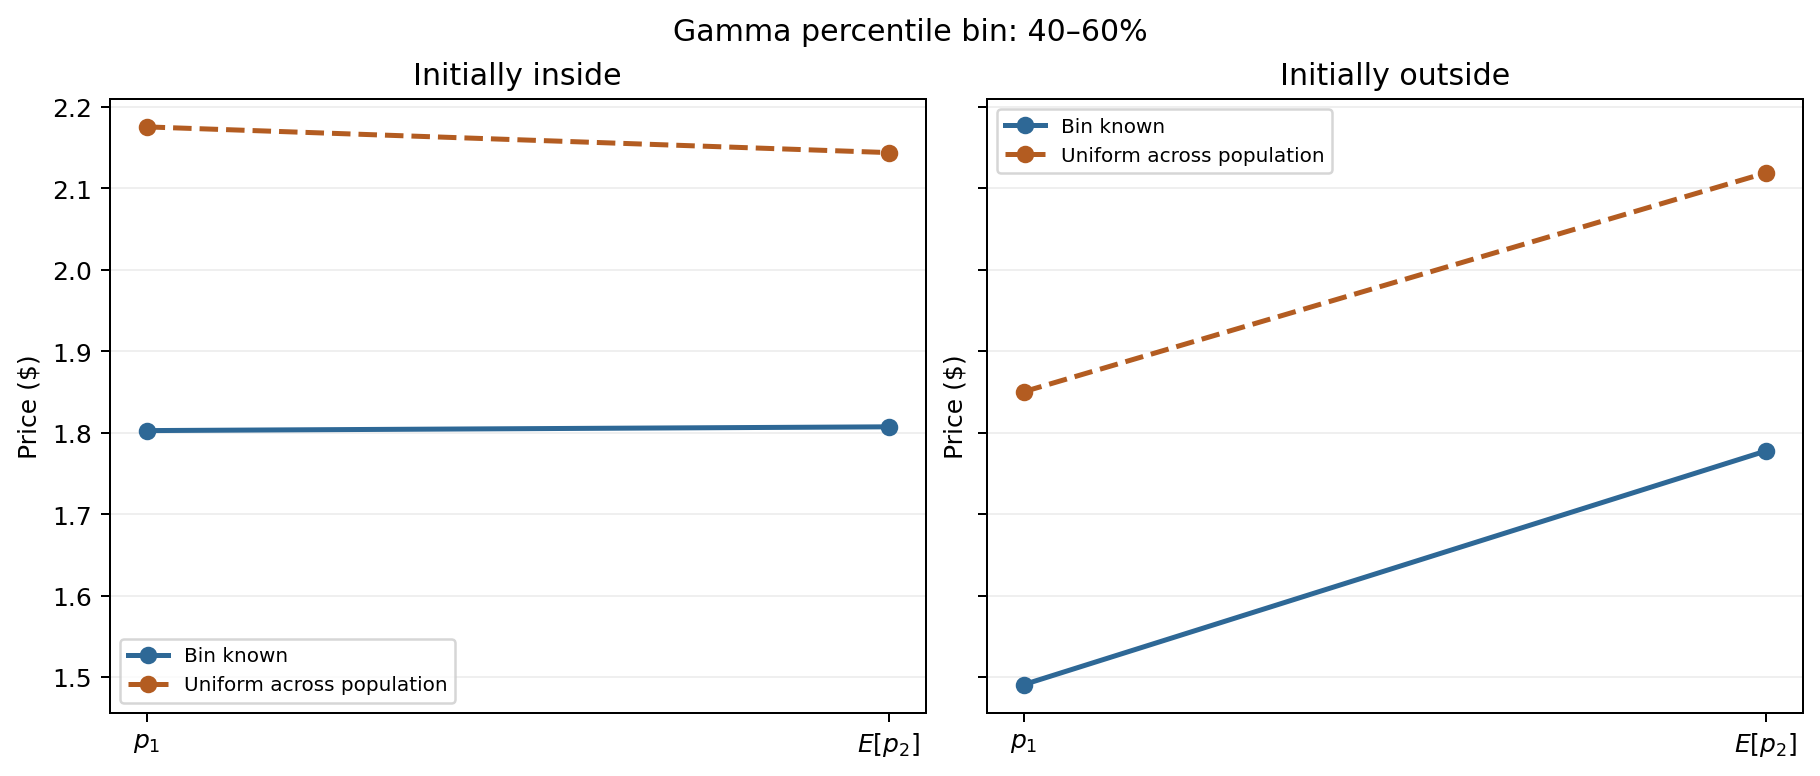 Gamma percentile bin: 40–60%
Initially inside
Price ($)
2.2
2.1
2.0
1.9
1.8
1.7
1.6
1.5
Bin known
Uniform across population
p₁
E[p₂]
Initially outside
Price ($)
Bin known
Uniform across population
p₁
E[p₂]